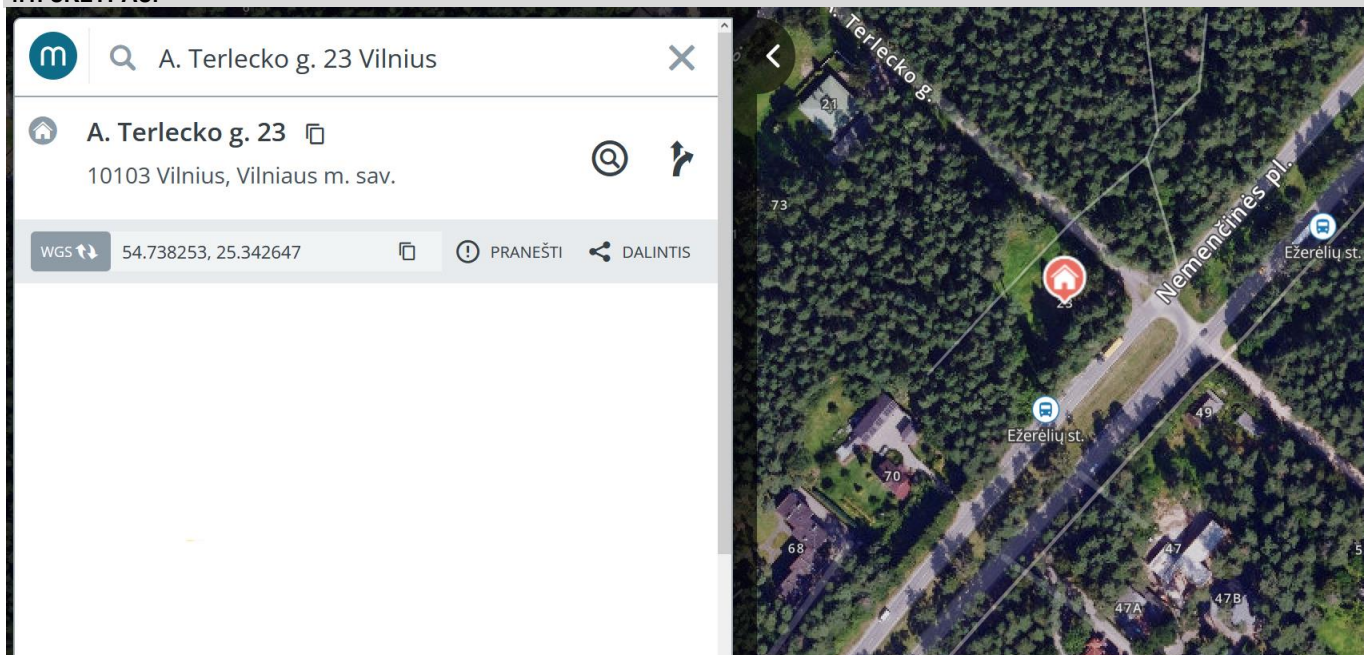 m
A. Terlecko g. 23 Vilnius
A. Terlecko g. 23
10103 Vilnius, Vilniaus m. sav.
WGS
54.738253, 25.342647
PRANEŠTI
DALINTIS
Terlecko g.
21
73
Nemenčinės pl.
Ežerėlių st.
23
49
Ežerėlių st.
70
68
47
5
47A
47B